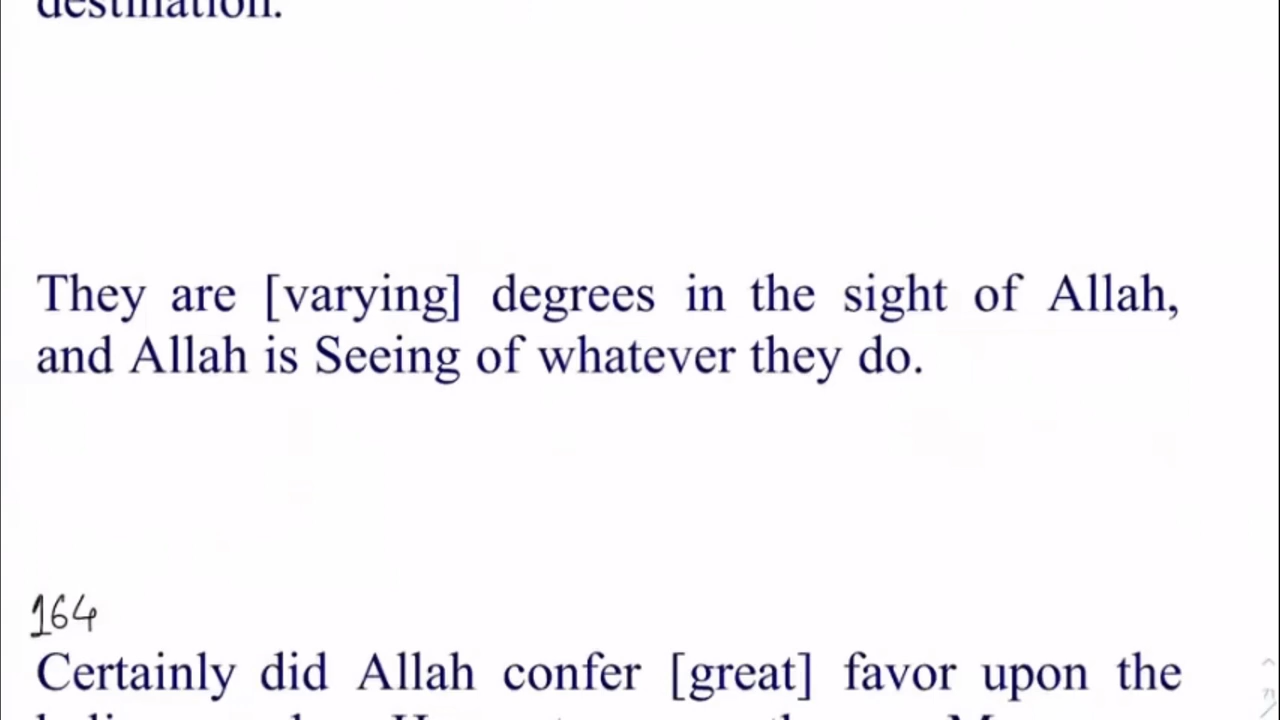 destination.
They are [varying] degrees in the sight of Allah,
and Allah is Seeing of whatever they do.
164
Certainly did Allah confer [great] favor upon the